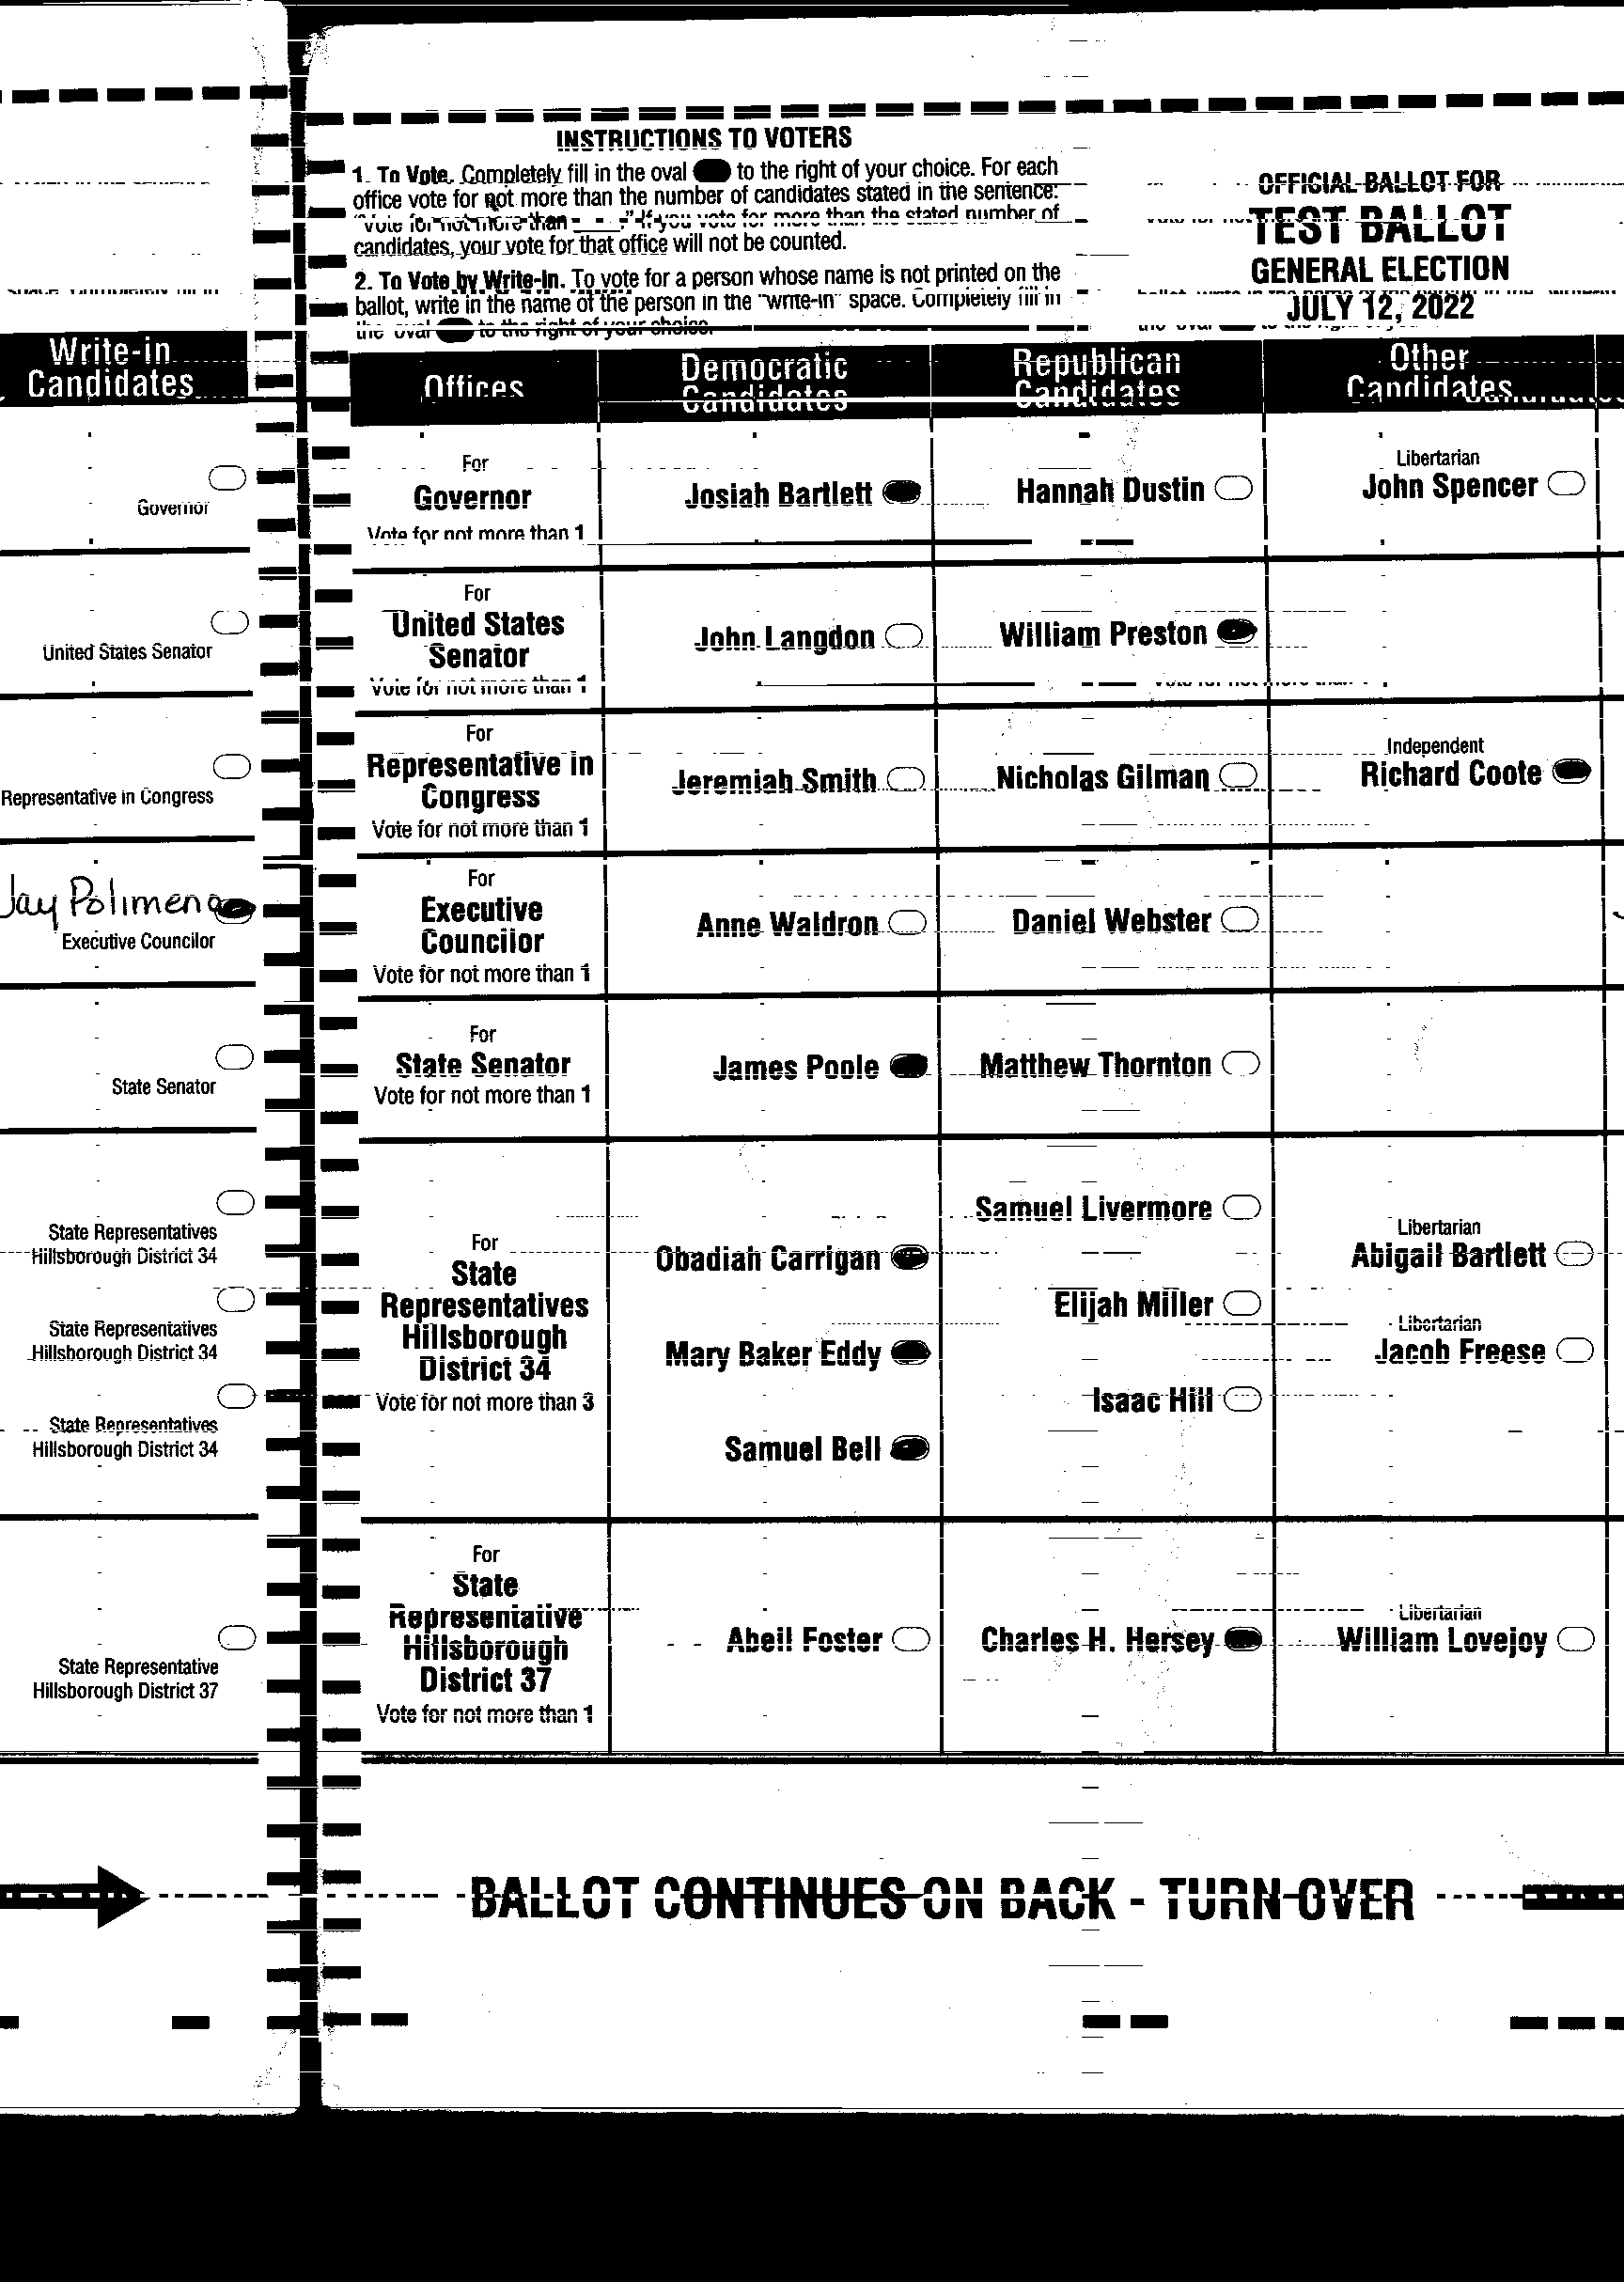 INSTRUCTIONS TO VOTERS
1. To Vote. Completely fill in the oval to the right of your choice. For each
office vote for not more than the number of candidates stated in the sentence:
"Vote for not more than ____." If you vote for more than the stated number of
candidates, your vote for that office will not be counted.
2. To Vote by Write-In. To vote for a person whose name is not printed on the
ballot, write in the name of the person in the "write-in" space. Completely fill in
the oval to the right of your choice.
OFFICIAL BALLOT FOR
TEST BALLOT
GENERAL ELECTION
JULY 12, 2022
Write-in
Candidates
Offices
Democratic
Candidates
Republican
Candidates
Other
Candidates
Governor
For
Governor
Vote for not more than 1
Josiah Bartlett
Hannah Dustin
Libertarian
John Spencer
United States Senator
For
United States
Senator
Vote for not more than 1
John Langdon
William Preston
Representative in Congress
For
Representative in
Congress
Vote for not more than 1
Jeremiah Smith
Nicholas Gilman
Independent
Richard Coote
Jay Polimeno
Executive Councilor
For
Executive
Councilor
Vote for not more than 1
Anne Waldron
Daniel Webster
State Senator
For
State Senator
Vote for not more than 1
James Poole
Matthew Thornton
State Representatives
Hillsborough District 34
State Representatives
Hillsborough District 34
State Representatives
Hillsborough District 34
For
State
Representatives
Hillsborough
District 34
Vote for not more than 3
Obadiah Carrigan
Mary Baker Eddy
Samuel Bell
Samuel Livermore
Elijah Miller
Isaac Hill
Libertarian
Abigail Bartlett
Libertarian
Jacob Freese
State Representative
Hillsborough District 37
For
State
Representative
Hillsborough
District 37
Vote for not more than 1
Abeil Foster
Charles H. Hersey
Libertarian
William Lovejoy
BALLOT CONTINUES ON BACK - TURN OVER